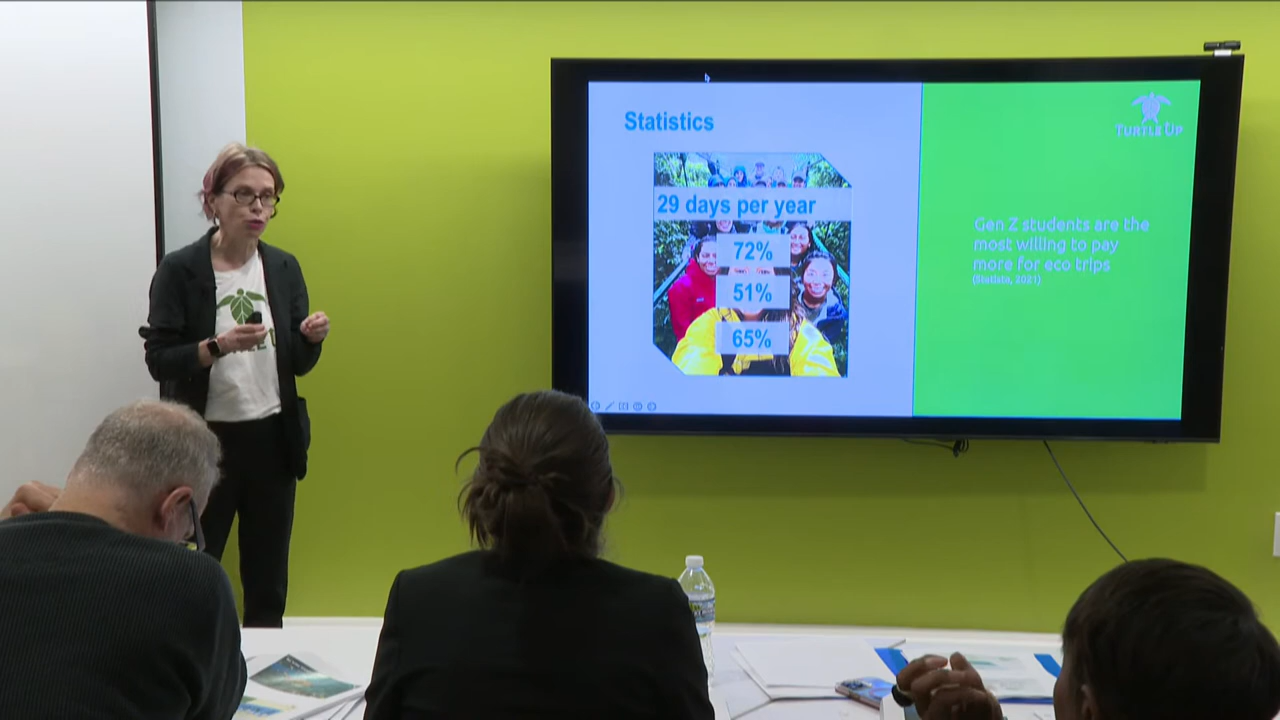 Statistics
29 days per year
72%
51%
65%
TURTLE UP
Gen Z students are the
most willing to pay
more for eco trips
(Statista, 2021)